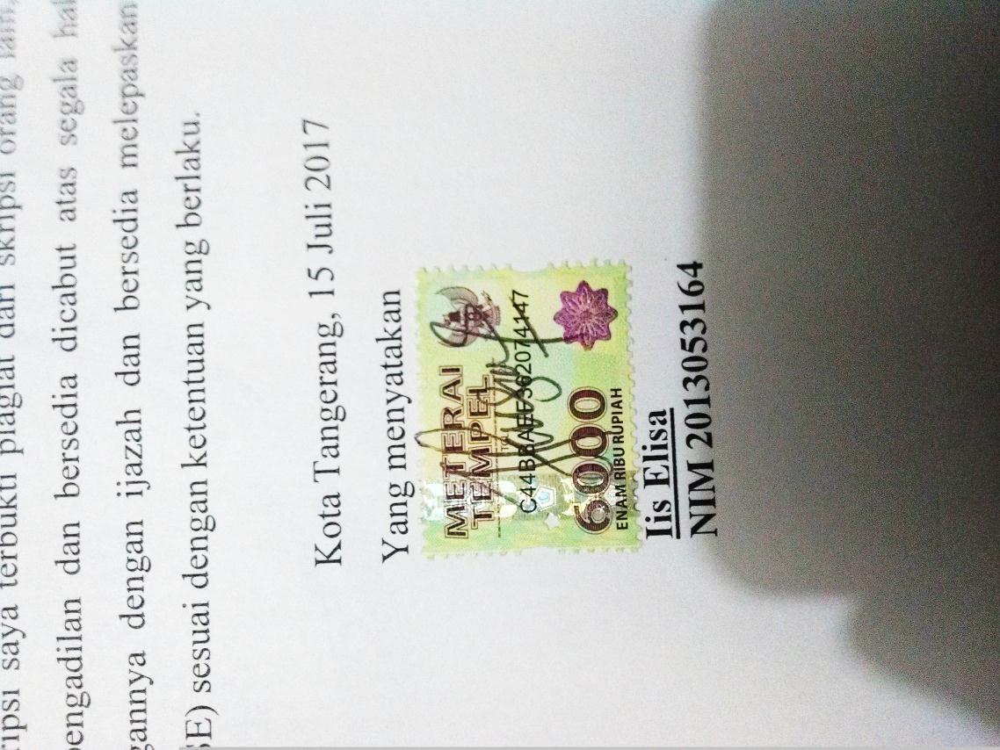 saya terbukti plagiat dari skripsi orang lain,
pengadilan dan bersedia dicabut atas segala hal
gannya dengan ijazah dan bersedia melepaskan
SE) sesuai dengan ketentuan yang berlaku.
Kota Tangerang, 15 Juli 2017
Yang menyatakan
METERAI
TEMPEL
C44BBAEF362074147
6000
ENAM RIBU RUPIAH
Iis Elisa
NIM 2013053164